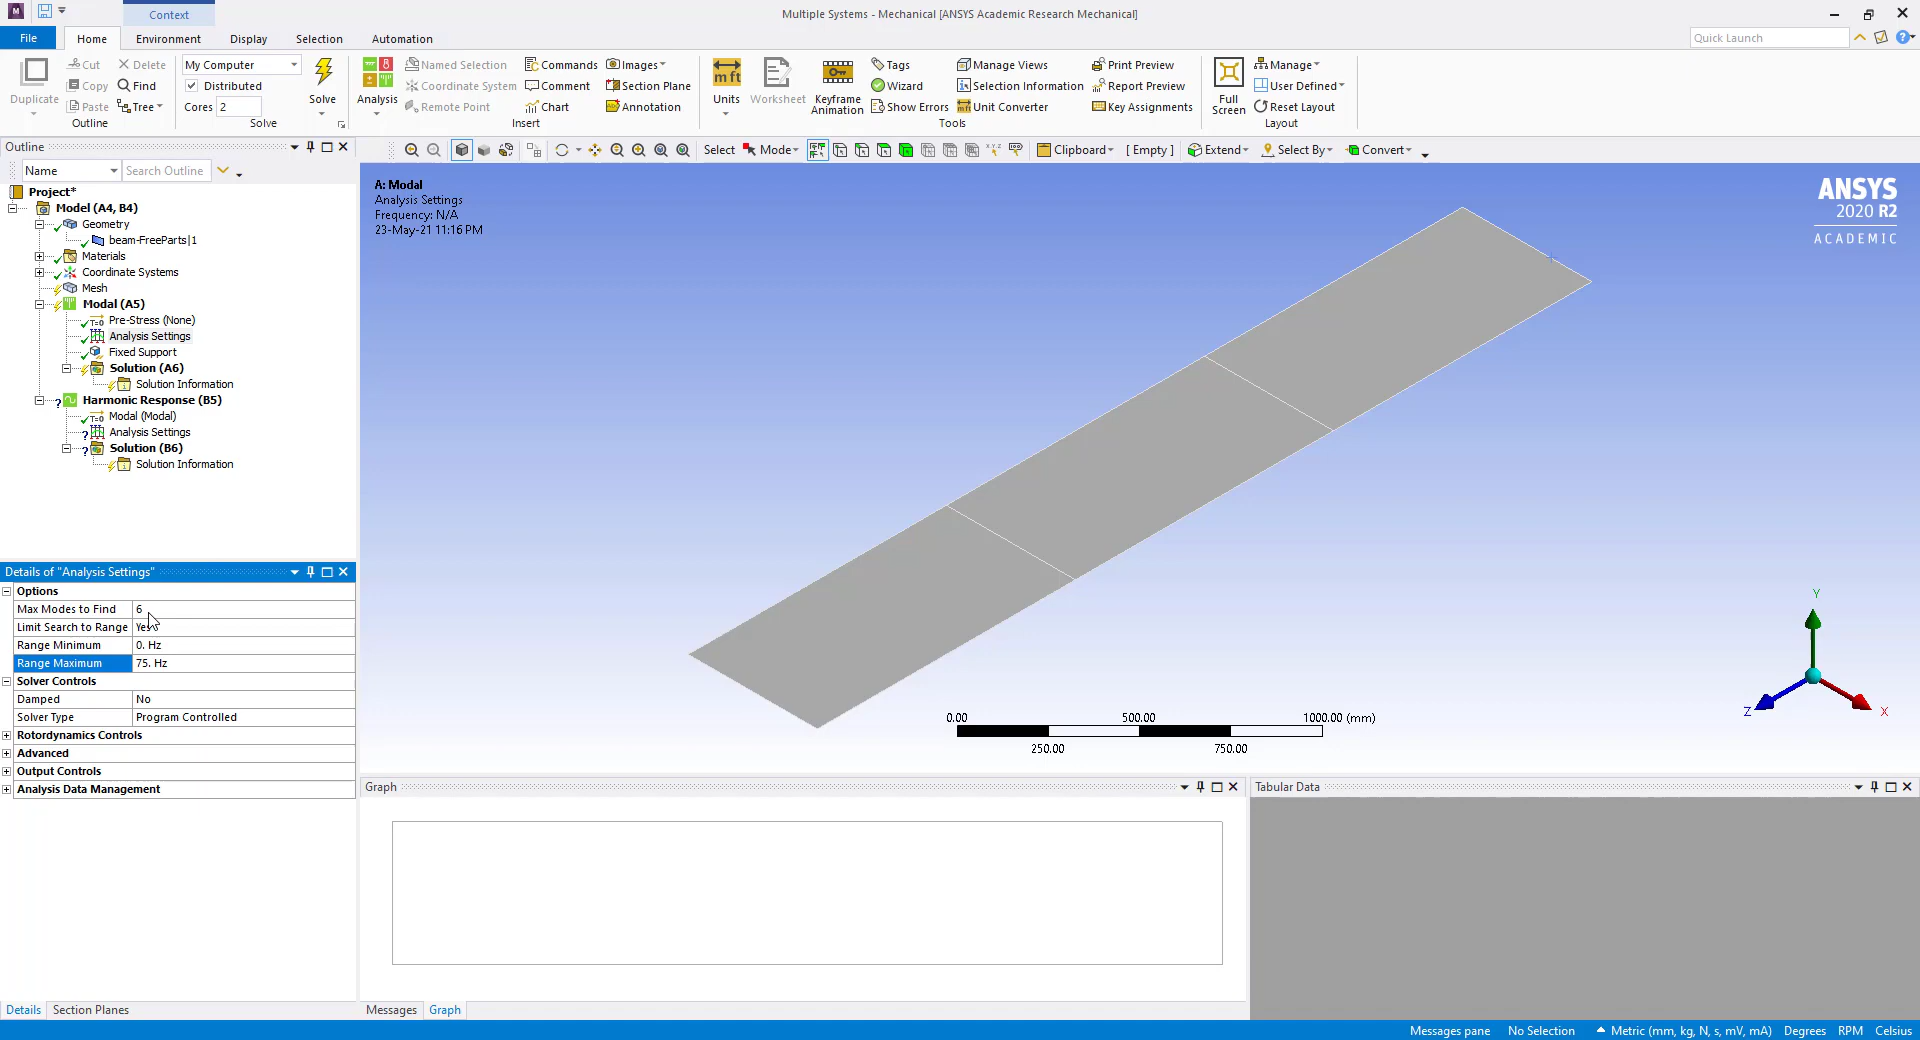 Context
Multiple Systems - Mechanical [ANSYS Academic Research Mechanical]
File
Home
Environment
Display
Selection
Automation
Quick Launch
Duplicate
Cut
Copy
Paste
Delete
Find
Tree
Outline
My Computer
Distributed
Cores 2
Solve
Solve
Analysis
Named Selection
Coordinate System
Remote Point
Commands
Comment
Chart
Images
Section Plane
Annotation
Insert
Units
Worksheet
Keyframe
Animation
Tags
Wizard
Show Errors
Manage Views
Selection Information
Unit Converter
Print Preview
Report Preview
Key Assignments
Tools
Full
Screen
Manage
User Defined
Reset Layout
Layout
Outline
Name
Search Outline
Select
Mode
Clipboard
[ Empty ]
Extend
Select By
Convert
Project*
Model (A4, B4)
Geometry
beam-FreeParts|1
Materials
Coordinate Systems
Mesh
Modal (A5)
Pre-Stress (None)
Analysis Settings
Fixed Support
Solution (A6)
Solution Information
Harmonic Response (B5)
Modal (Modal)
Analysis Settings
Solution (B6)
Solution Information
A: Modal
Analysis Settings
Frequency: N/A
23-May-21 11:16 PM
ANSYS
2020 R2
ACADEMIC
0.00
500.00
1000.00 (mm)
250.00
750.00
Y
Z
X
Details of "Analysis Settings"
Options
Max Modes to Find 6
Limit Search to Range Yes
Range Minimum 0. Hz
Range Maximum 75. Hz
Solver Controls
Damped No
Solver Type Program Controlled
Rotordynamics Controls
Advanced
Output Controls
Analysis Data Management
Graph
Tabular Data
Details
Section Planes
Messages
Graph
Messages pane
No Selection
Metric (mm, kg, N, s, mV, mA)
Degrees
RPM
Celsius